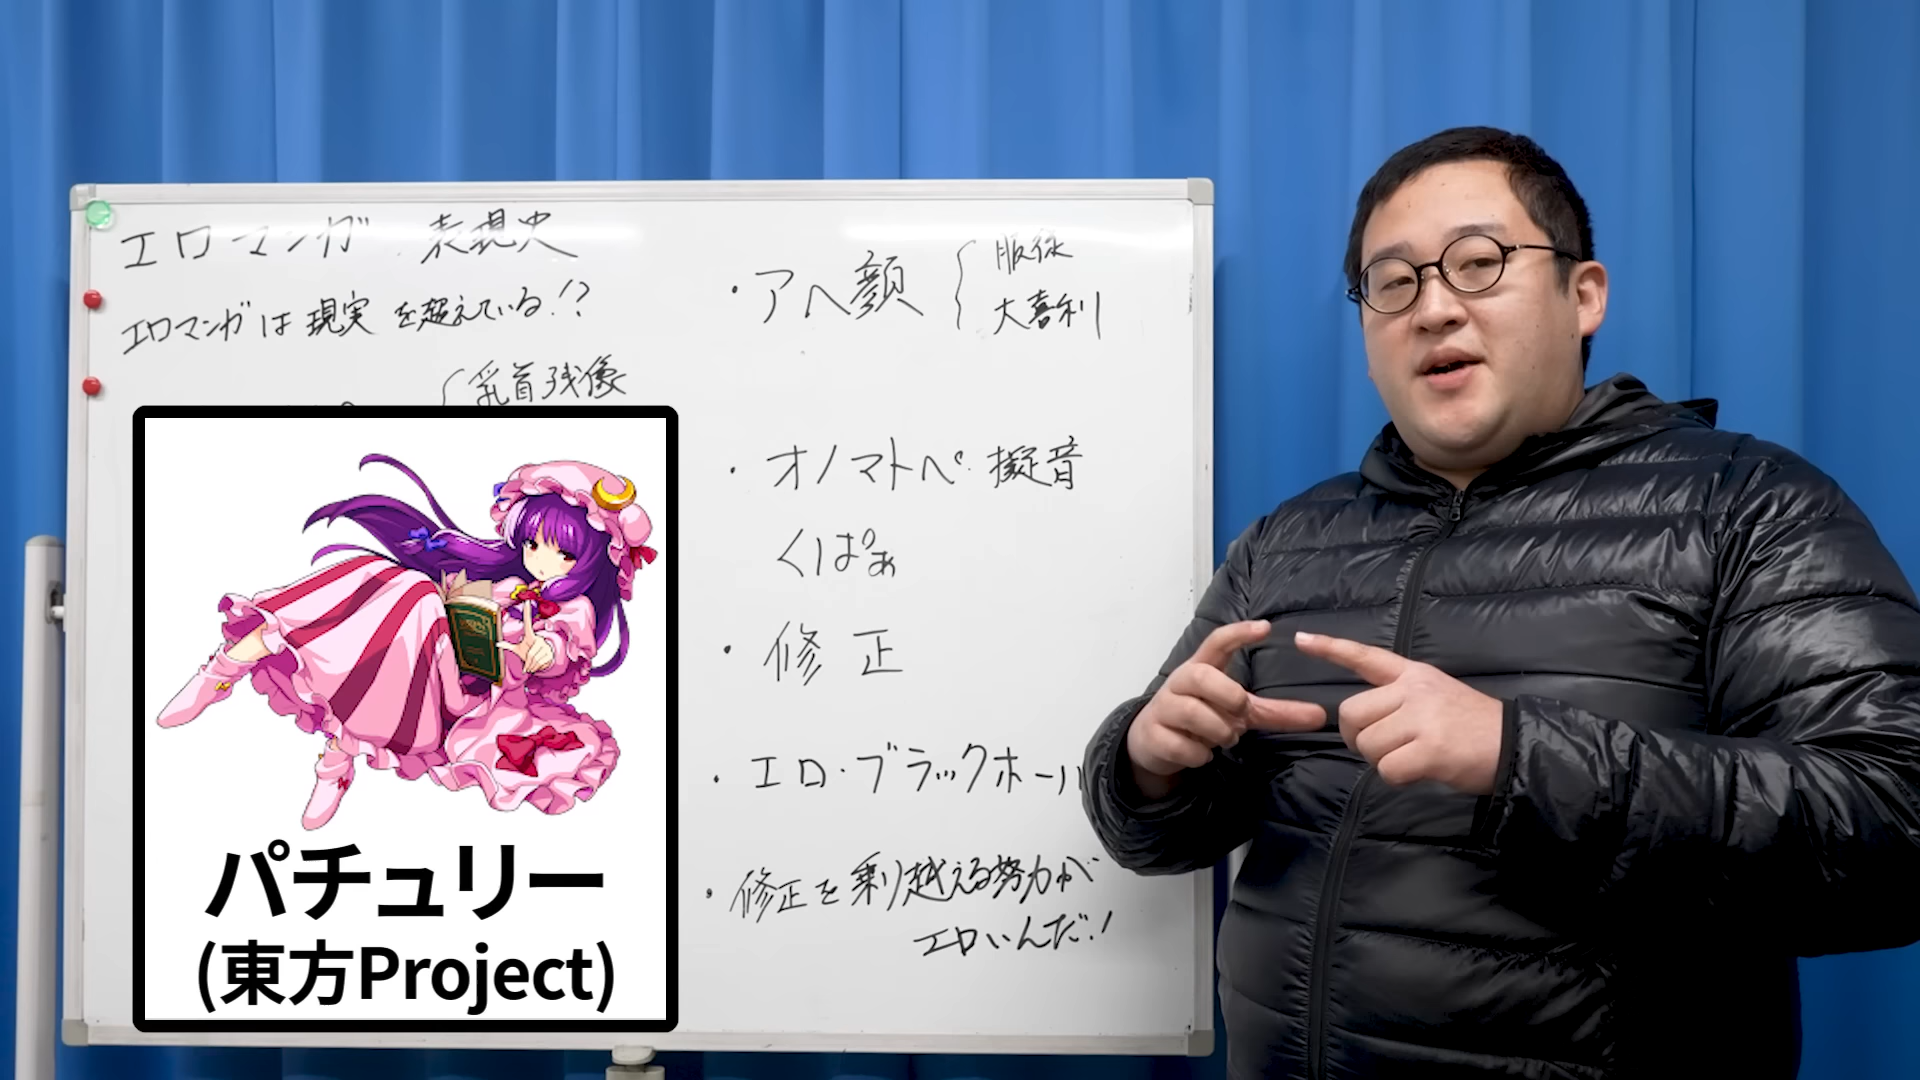 エロマンガ 表現史
エロマンガは現実を超えている!?
乳首残像
パチュリー
(東方Project)
・アヘ顔
服従
大喜利
・オノマトペ 擬音
くぱぁ
・修正
・エロ・ブラックホール
・修正を乗り越える努力が
エロいんだ!